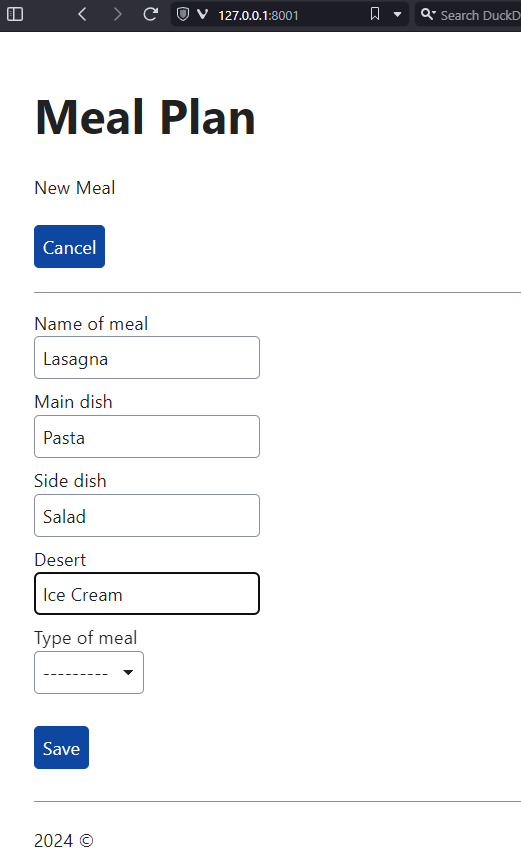 127.0.0.1:8001
Search DuckD
Meal Plan
New Meal
Cancel
Name of meal
Lasagna
Main dish
Pasta
Side dish
Salad
Desert
Ice Cream
Type of meal
---------
Save
2024 ©